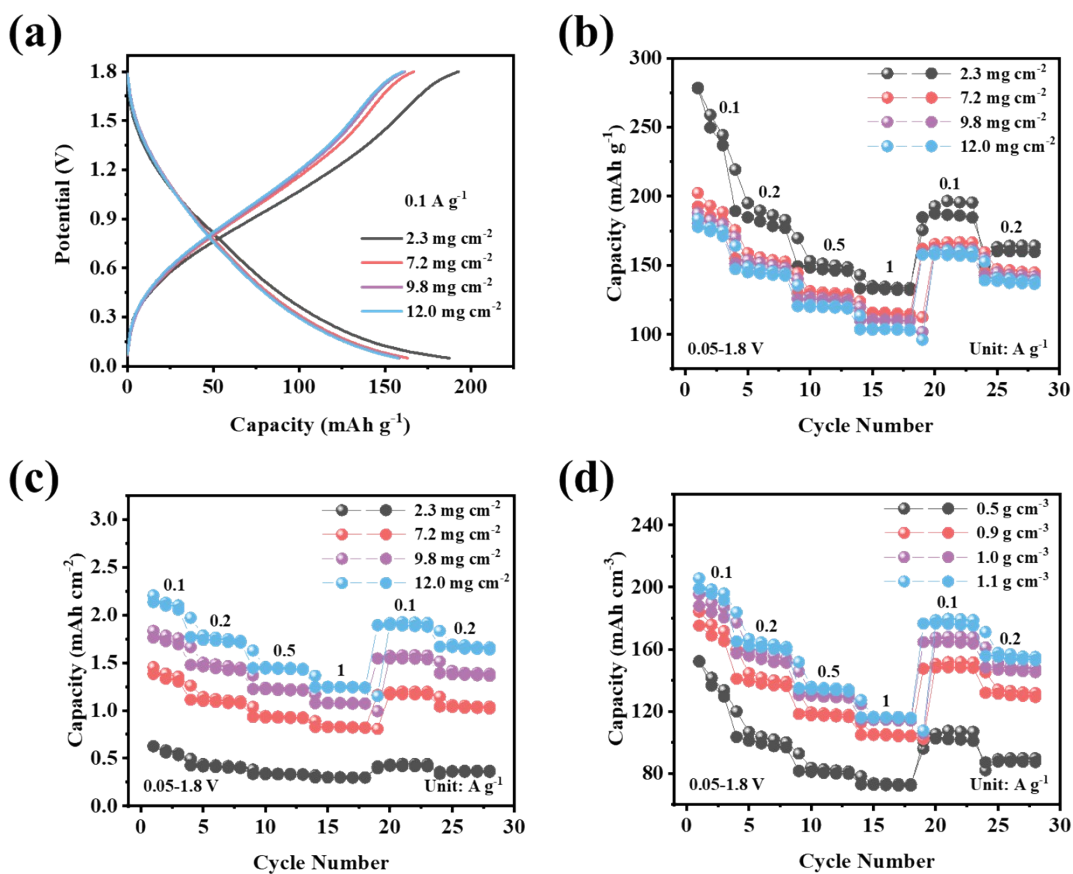 (a)
1.8
1.5
1.2
0.9
0.6
0.3
0.0
Potential (V)
0.1 A g⁻¹
2.3 mg cm⁻²
7.2 mg cm⁻²
9.8 mg cm⁻²
12.0 mg cm⁻²
0 50 100 150 200
Capacity (mAh g⁻¹)
(b)
300
250
200
150
100
Capacity (mAh g⁻¹)
2.3 mg cm⁻²
7.2 mg cm⁻²
9.8 mg cm⁻²
12.0 mg cm⁻²
0.1
0.2
0.5
1
0.1
0.2
0.05-1.8 V
Unit: A g⁻¹
0 5 10 15 20 25 30
Cycle Number
(c)
3.0
2.5
2.0
1.5
1.0
0.5
0.0
Capacity (mAh cm⁻²)
2.3 mg cm⁻²
7.2 mg cm⁻²
9.8 mg cm⁻²
12.0 mg cm⁻²
0.1
0.2
0.5
1
0.1
0.2
0.05-1.8 V
Unit: A g⁻¹
0 5 10 15 20 25 30
Cycle Number
(d)
240
200
160
120
80
Capacity (mAh cm⁻³)
0.5 g cm⁻³
0.9 g cm⁻³
1.0 g cm⁻³
1.1 g cm⁻³
0.1
0.2
0.5
1
0.1
0.2
0.05-1.8 V
Unit: A g⁻¹
0 5 10 15 20 25 30
Cycle Number